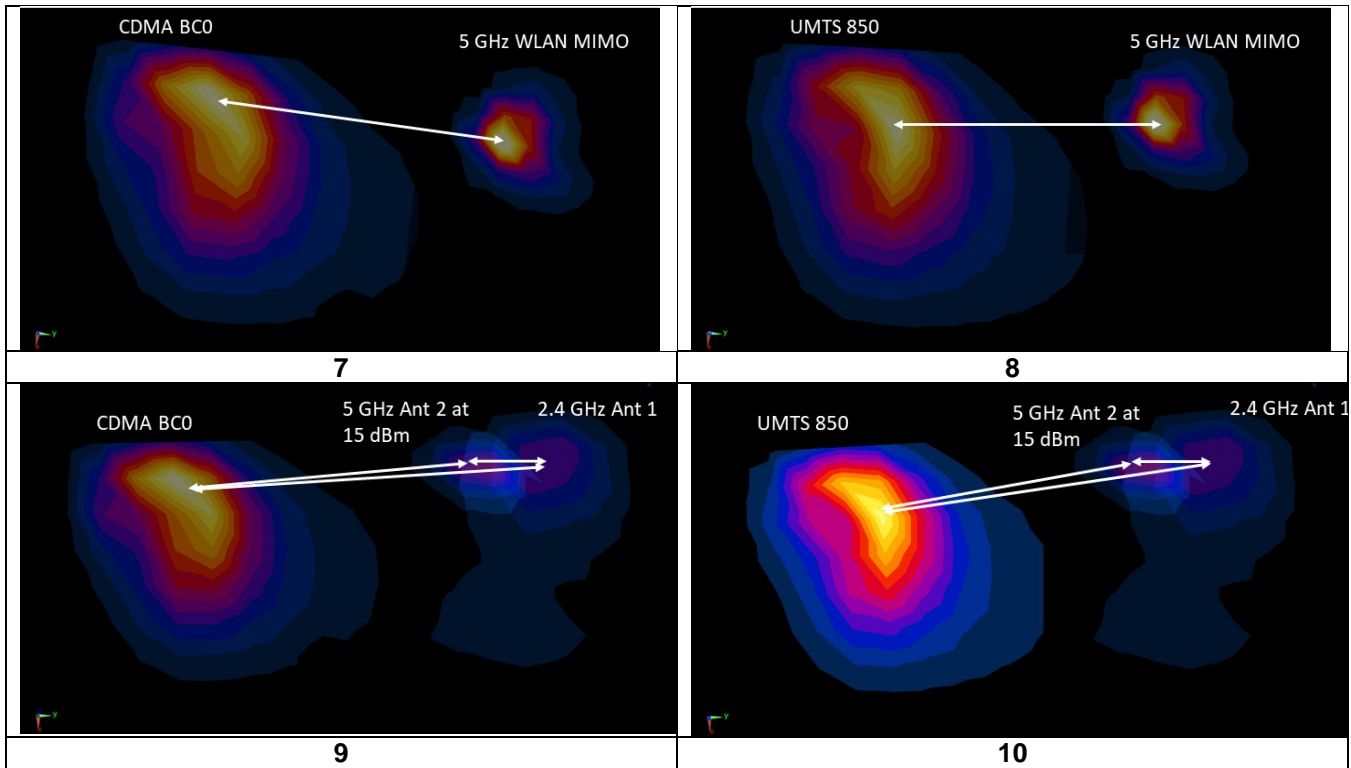 CDMA BC0
5 GHz WLAN MIMO
y
UMTS 850
5 GHz WLAN MIMO
y
7
8
CDMA BC0
5 GHz Ant 2 at
15 dBm
2.4 GHz Ant 1
y
UMTS 850
5 GHz Ant 2 at
15 dBm
2.4 GHz Ant 1
y
9
10